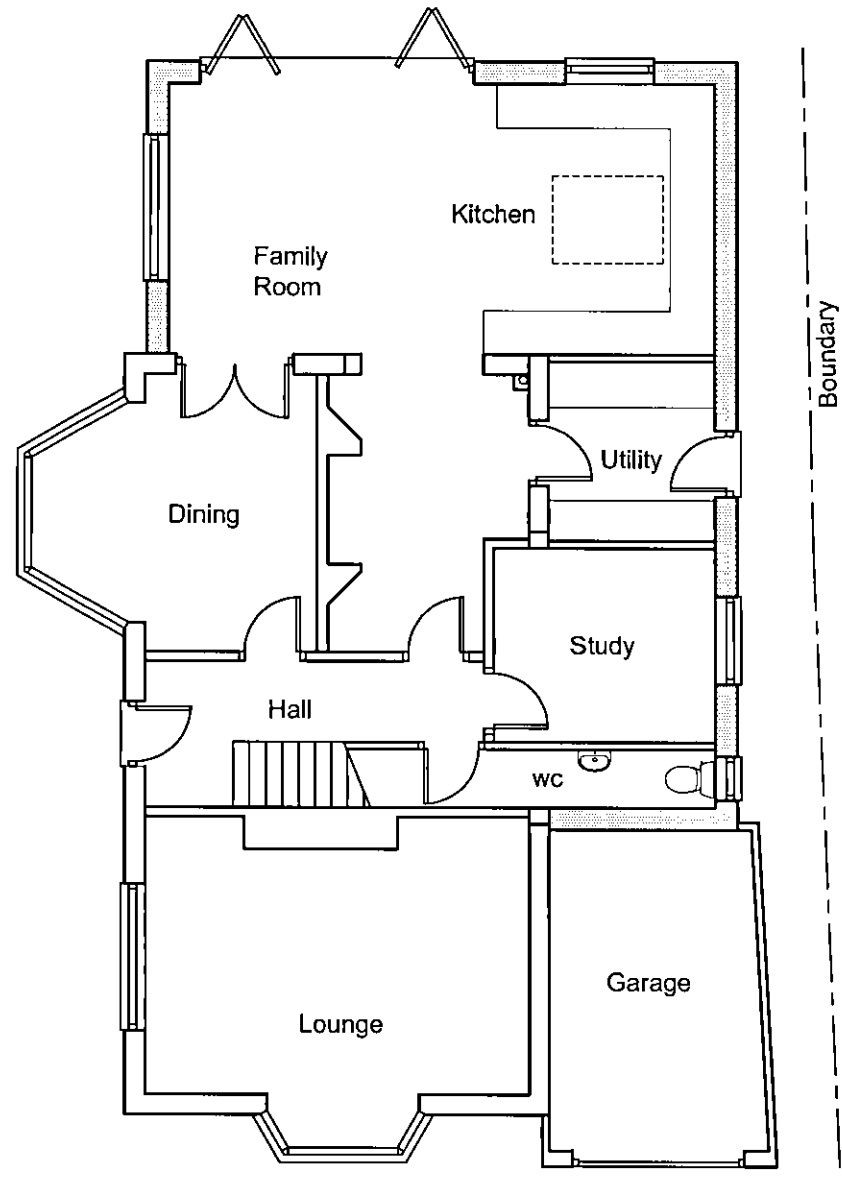 Kitchen
Family
Room
Boundary
Utility
Dining
Study
Hall
wc
Garage
Lounge